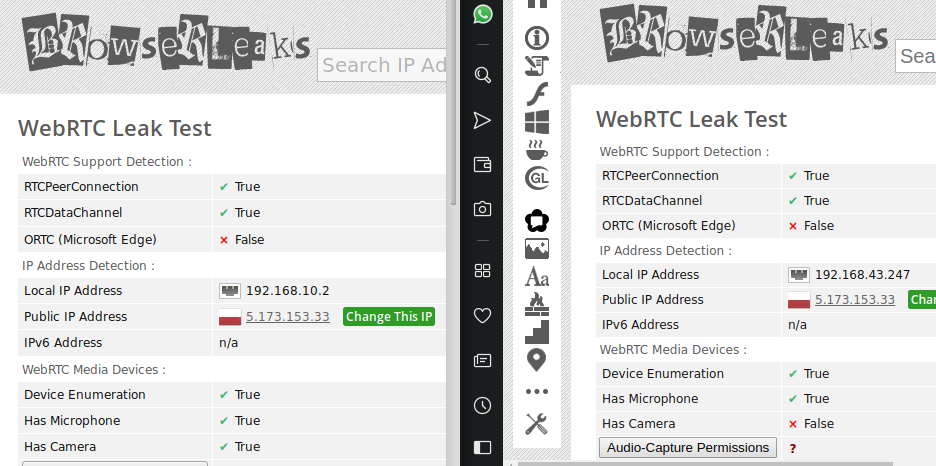 BRowseRLeaks
Search IP Ad
WebRTC Leak Test
WebRTC Support Detection :
RTCPeerConnection ✔ True
RTCDataChannel ✔ True
ORTC (Microsoft Edge) × False
IP Address Detection :
Local IP Address 192.168.10.2
Public IP Address 5.173.153.33 Change This IP
IPv6 Address n/a
WebRTC Media Devices :
Device Enumeration ✔ True
Has Microphone ✔ True
Has Camera ✔ True
GL
Aa
BRowseRLeaks
Sear
WebRTC Leak Test
WebRTC Support Detection :
RTCPeerConnection ✔ True
RTCDataChannel ✔ True
ORTC (Microsoft Edge) × False
IP Address Detection :
Local IP Address 192.168.43.247
Public IP Address 5.173.153.33 Char
IPv6 Address n/a
WebRTC Media Devices :
Device Enumeration ✔ True
Has Microphone ✔ True
Has Camera × False
Audio-Capture Permissions ?